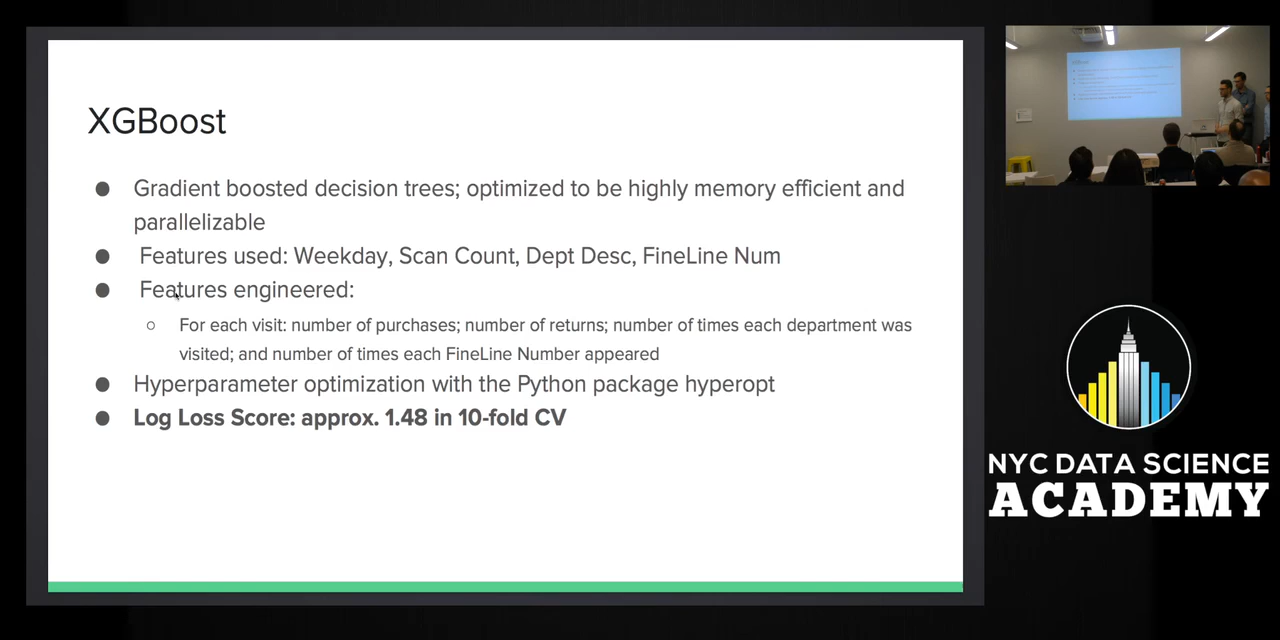 XGBoost
● Gradient boosted decision trees; optimized to be highly memory efficient and
parallelizable
● Features used: Weekday, Scan Count, Dept Desc, FineLine Num
● Features engineered:
○ For each visit: number of purchases; number of returns; number of times each department was
visited; and number of times each FineLine Number appeared
● Hyperparameter optimization with the Python package hyperopt
● Log Loss Score: approx. 1.48 in 10-fold CV
NYC DATA SCIENCE
ACADEMY